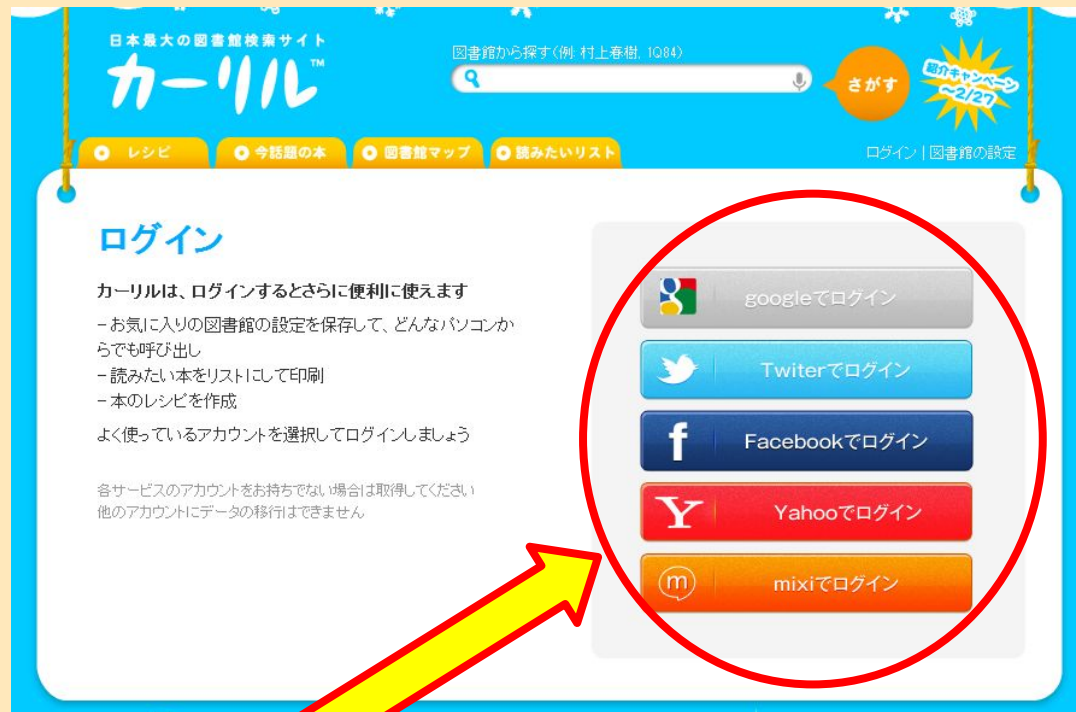 日本最大の図書館検索サイト
カーリル™
図書館から探す(例: 村上春樹, 1Q84)
さがす
紹介キャンペーン
～2/27
レシピ
今話題の本
図書館マップ
読みたいリスト
ログイン | 図書館の設定
ログイン
カーリルは、ログインするとさらに便利に使えます
- お気に入りの図書館の設定を保存して、どんなパソコンか
らでも呼び出し
- 読みたい本をリストにして印刷
- 本のレシピを作成
よく使っているアカウントを選択してログインしましょう
各サービスのアカウントをお持ちでない場合は取得してください
他のアカウントにデータの移行はできません
googleでログイン
Twiterでログイン
f
Facebookでログイン
Y
Yahooでログイン
m
mixiでログイン